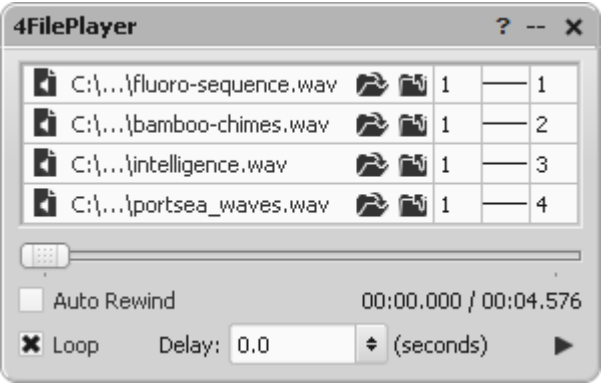 4FilePlayer ? -- ×
C:\...\fluoro-sequence.wav 1 1
C:\...\bamboo-chimes.wav 1 2
C:\...\intelligence.wav 1 3
C:\...\portsea_waves.wav 1 4
Auto Rewind 00:00.000 / 00:04.576
Loop Delay: 0.0 (seconds)